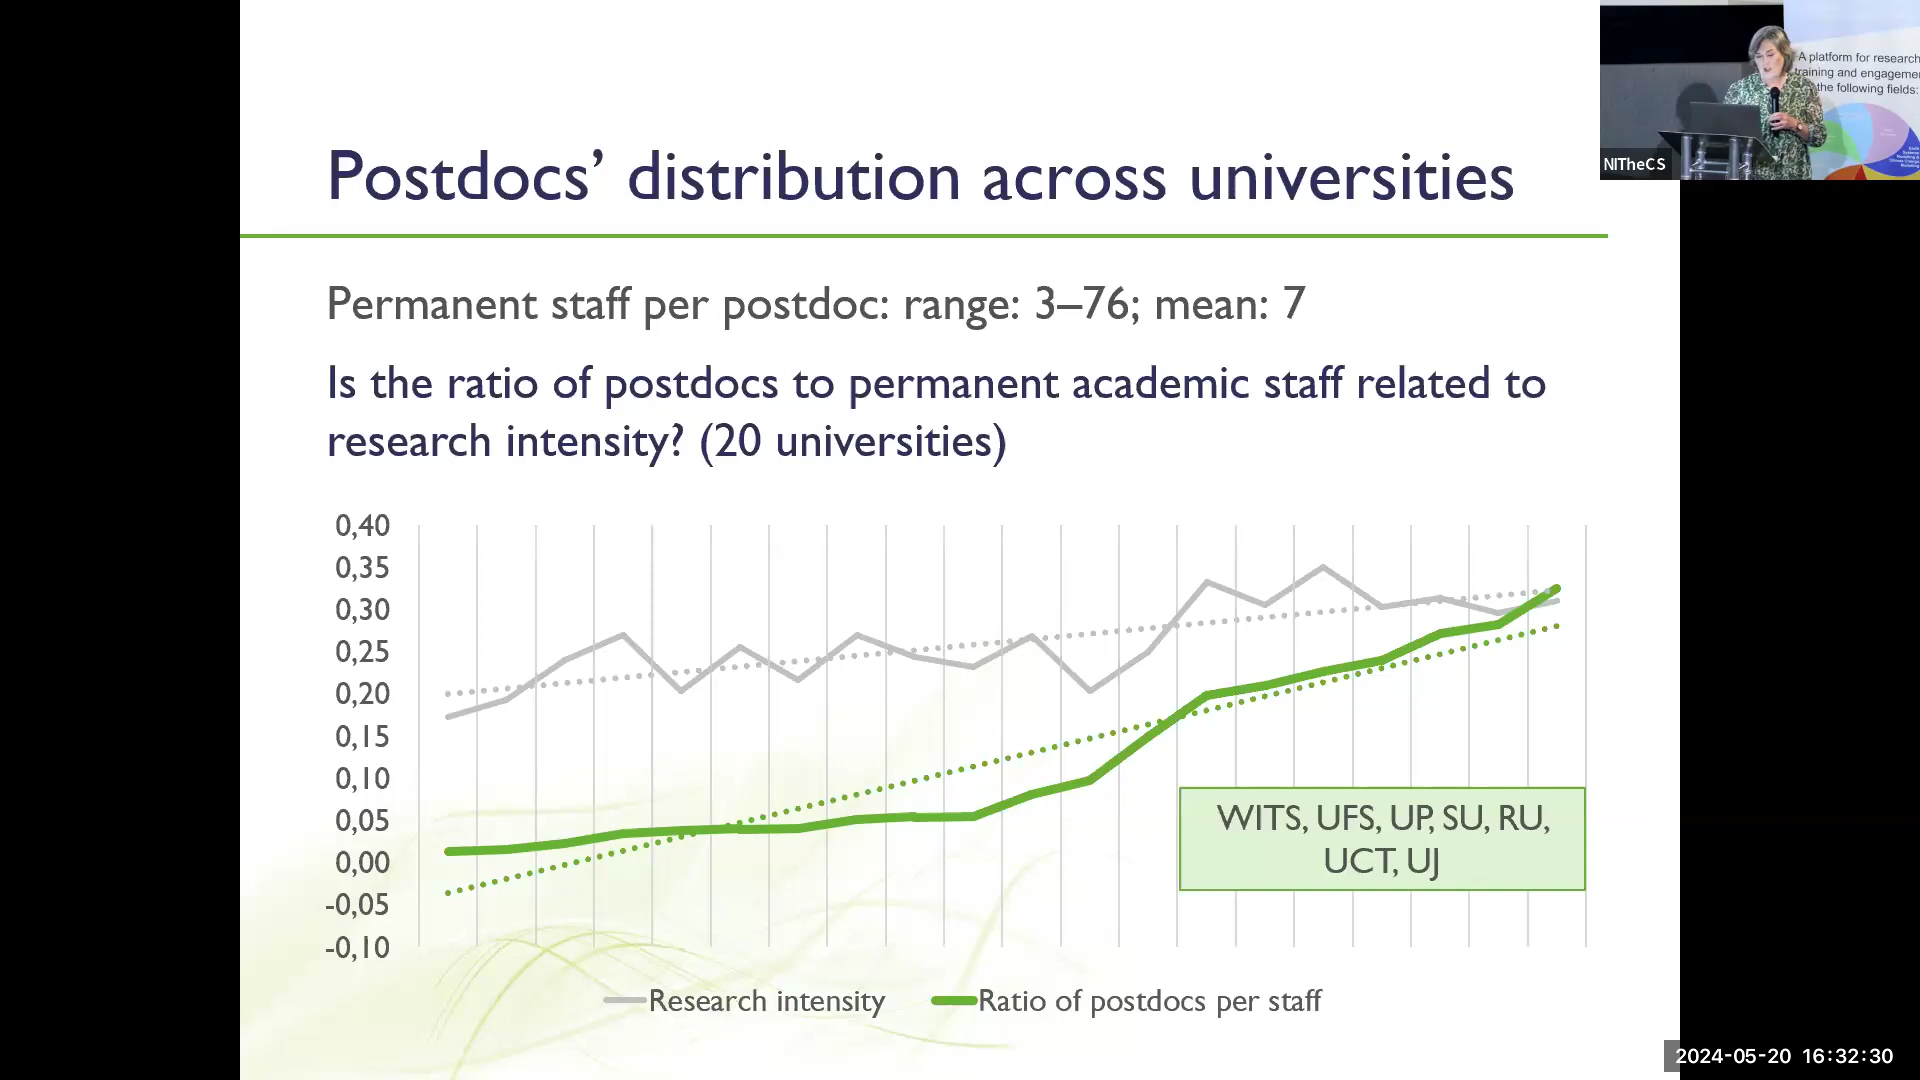 Postdocs’ distribution across universities
Permanent staff per postdoc: range: 3–76; mean: 7
Is the ratio of postdocs to permanent academic staff related to
research intensity? (20 universities)
0,40
0,35
0,30
0,25
0,20
0,15
0,10
0,05
0,00
-0,05
-0,10
WITS, UFS, UP, SU, RU,
UCT, UJ
Research intensity
Ratio of postdocs per staff
A platform for research
training and engageme
the following fields:
NITheCS
2024-05-20 16:32:30